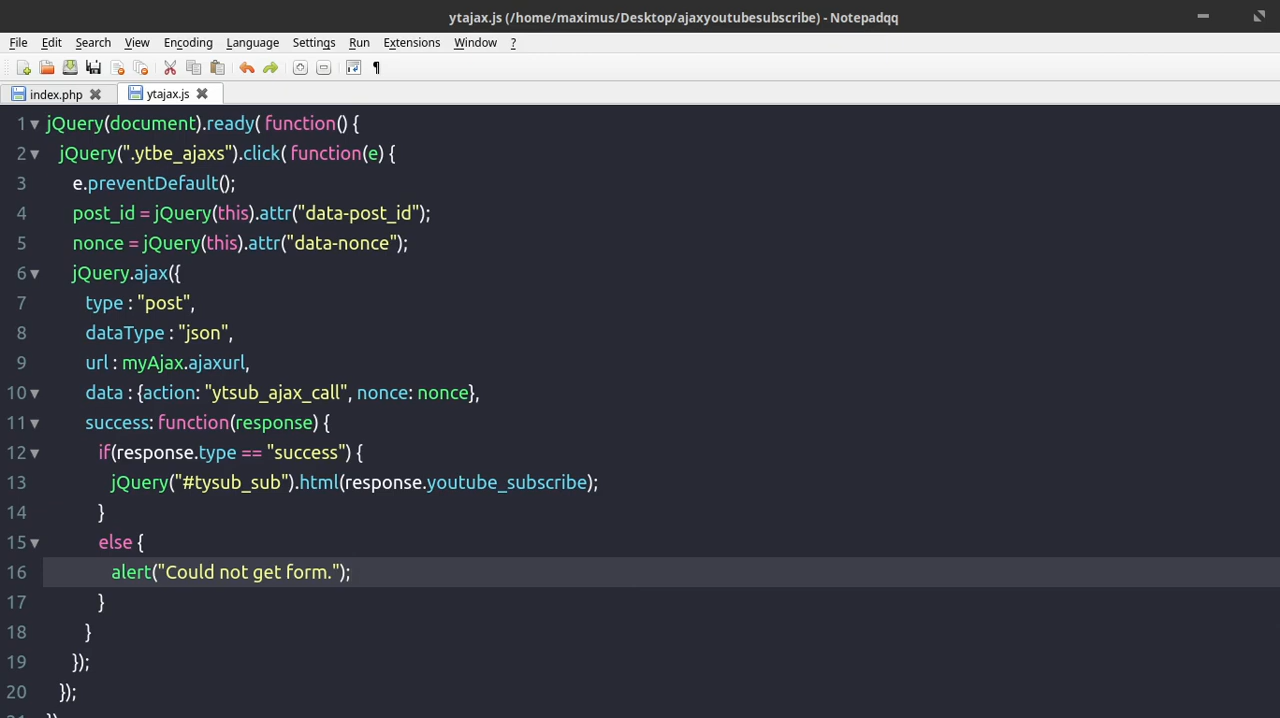 ytajax.js (/home/maximus/Desktop/ajaxyoutubesubscribe) - Notepadqq
File Edit Search View Encoding Language Settings Run Extensions Window ?
index.php ytajax.js
1 jQuery(document).ready( function() {
2 jQuery(".ytbe_ajaxs").click( function(e) {
3 e.preventDefault();
4 post_id = jQuery(this).attr("data-post_id");
5 nonce = jQuery(this).attr("data-nonce");
6 jQuery.ajax({
7 type : "post",
8 dataType : "json",
9 url : myAjax.ajaxurl,
10 data : {action: "ytsub_ajax_call", nonce: nonce},
11 success: function(response) {
12 if(response.type == "success") {
13 jQuery("#tysub_sub").html(response.youtube_subscribe);
14 }
15 else {
16 alert("Could not get form.");
17 }
18 }
19 });
20 });